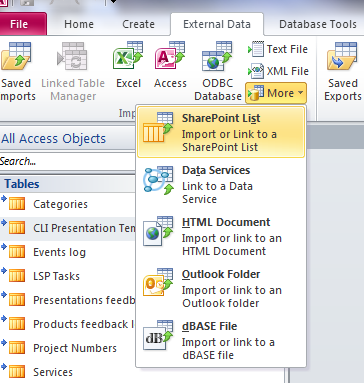 File Home Create External Data Database Tools
Saved Imports
Linked Table Manager
Excel
Access
ODBC Database
Text File
XML File
More
Saved Exports
SharePoint List
Import or Link to a SharePoint List
Data Services
Link to a Data Service
HTML Document
Import or link to an HTML Document
Outlook Folder
Import or link to an Outlook folder
dBASE File
Import or link to a dBASE file
All Access Objects
Search...
Tables
Categories
CLI Presentation
Events log
LSP Tasks
Presentations
Products feedback
Project Numbers
Services